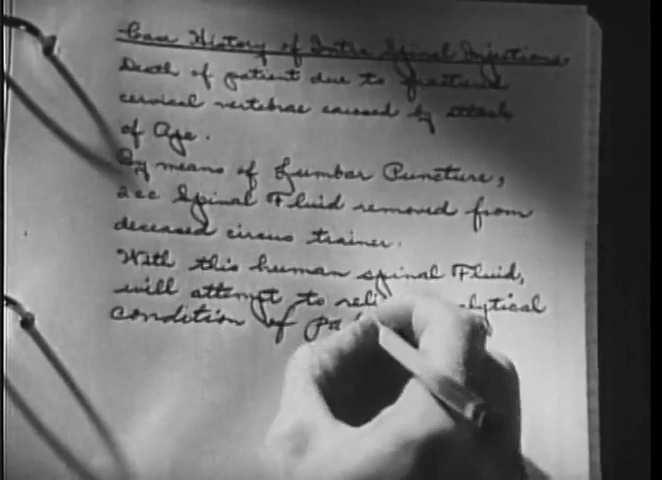 Case History of Intra Spinal Injections.
Death of patient due to fractured
cervical vertebrae caused by attack
of Ape.
By means of Lumbar Puncture,
2cc Spinal Fluid removed from
deceased circus trainer.
With this human spinal Fluid,
will attempt to
condition of pa